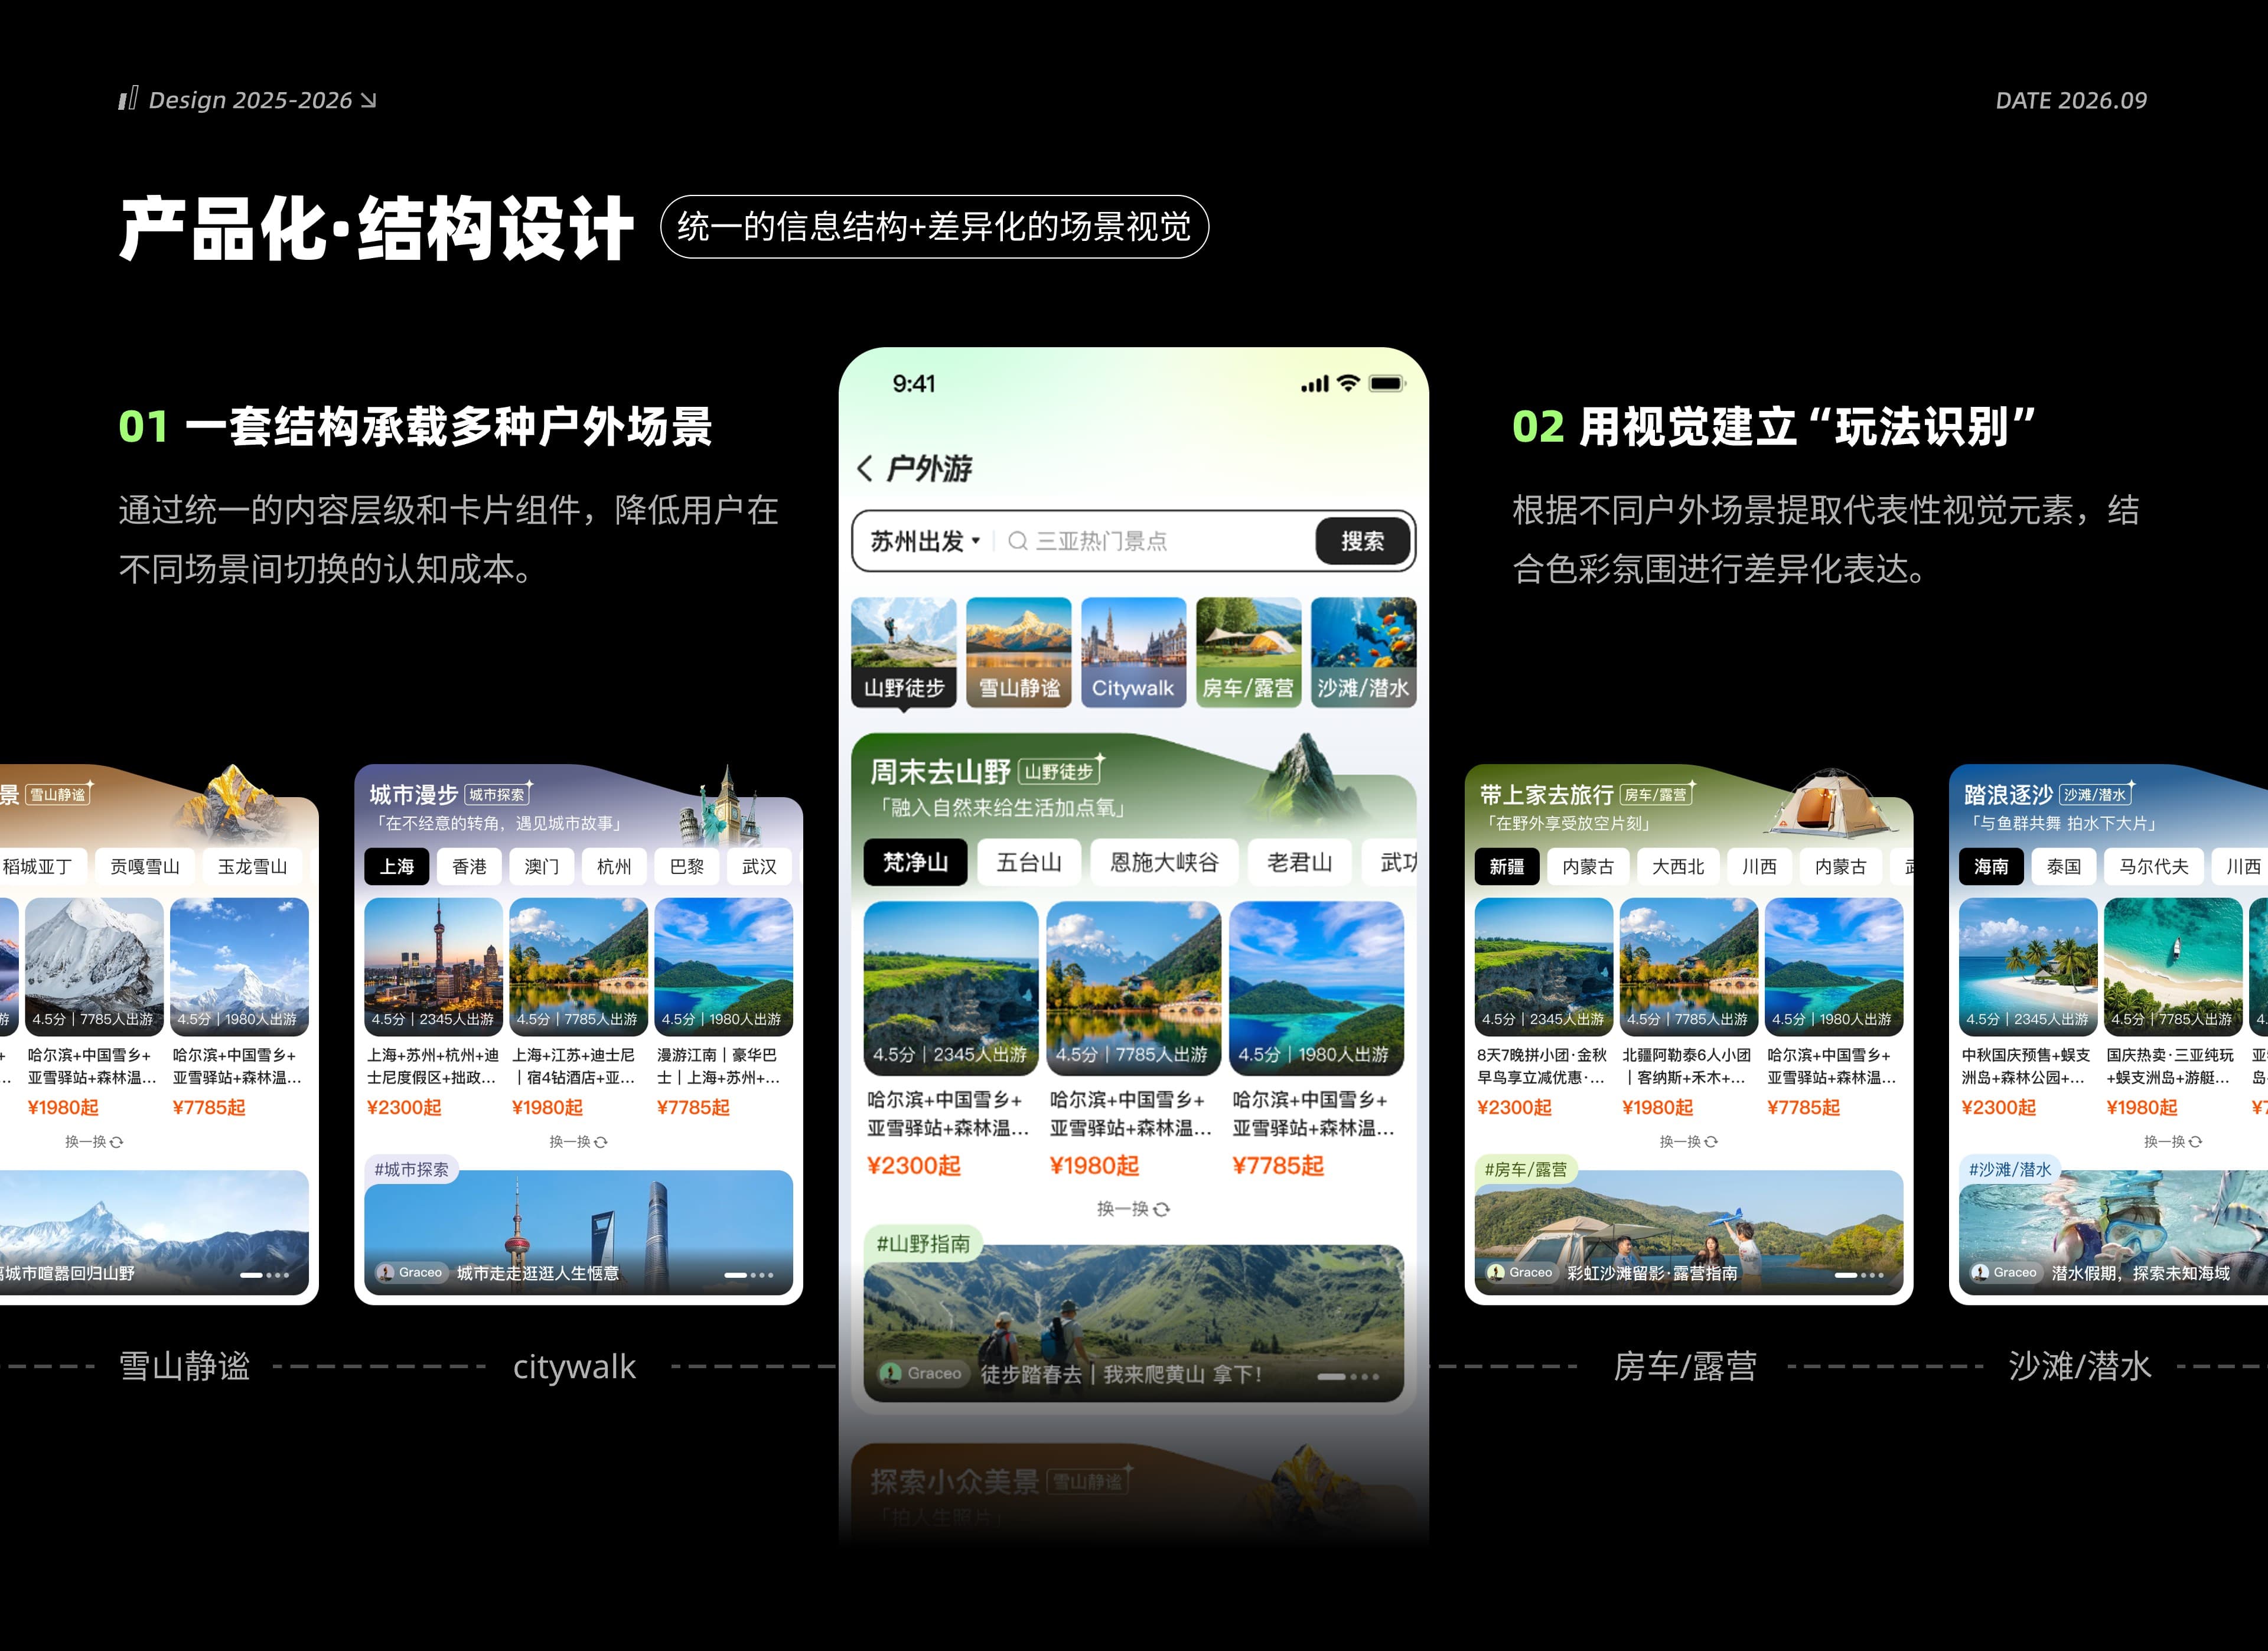 Design 2025-2026
DATE 2026.09
产品化·结构设计
统一的信息结构+差异化的场景视觉
01 一套结构承载多种户外场景
通过统一的内容层级和卡片组件，降低用户在
不同场景间切换的认知成本。
02 用视觉建立“玩法识别”
根据不同户外场景提取代表性视觉元素，结
合色彩氛围进行差异化表达。
9:41
户外游
苏州出发
三亚热门景点
搜索
山野徒步
雪山静谧
Citywalk
房车/露营
沙滩/潜水
周末去山野 山野徒步
「融入自然来给生活加点氧」
梵净山 五台山 恩施大峡谷 老君山 武功
4.5分｜2345人出游
4.5分｜7785人出游
4.5分｜1980人出游
哈尔滨+中国雪乡+
亚雪驿站+森林温...
¥2300起
哈尔滨+中国雪乡+
亚雪驿站+森林温...
¥1980起
哈尔滨+中国雪乡+
亚雪驿站+森林温...
¥7785起
换一换
#山野指南
Graceo 徒步踏春去｜我来爬黄山 拿下！
探索小众美景 雪山静谧
「拍人生照片」
景 雪山静谧
稻城亚丁 贡嘎雪山 玉龙雪山
游
4.5分｜7785人出游
4.5分｜1980人出游
+
...
哈尔滨+中国雪乡+
亚雪驿站+森林温...
¥1980起
哈尔滨+中国雪乡+
亚雪驿站+森林温...
¥7785起
换一换
城市喧嚣回归山野
城市漫步 城市探索
「在不经意的转角，遇见城市故事」
上海 香港 澳门 杭州 巴黎 武汉
4.5分｜2345人出游
4.5分｜7785人出游
4.5分｜1980人出游
上海+苏州+杭州+迪
士尼度假区+拙政...
¥2300起
上海+江苏+迪士尼
｜宿4钻酒店+亚...
¥1980起
漫游江南｜豪华巴
士｜上海+苏州+...
¥7785起
换一换
#城市探索
Graceo 城市走走逛逛人生惬意
带上家去旅行 房车/露营
「在野外享受放空片刻」
新疆 内蒙古 大西北 川西 内蒙古
4.5分｜2345人出游
4.5分｜7785人出游
4.5分｜1980人出游
8天7晚拼小团·金秋
早鸟享立减优惠·...
¥2300起
北疆阿勒泰6人小团
｜客纳斯+禾木+...
¥1980起
哈尔滨+中国雪乡+
亚雪驿站+森林温...
¥7785起
换一换
#房车/露营
Graceo 彩虹沙滩留影·露营指南
踏浪逐沙 沙滩/潜水
「与鱼群共舞 拍水下大片」
海南 泰国 马尔代夫 川西
4.5分｜2345人出游
4.5分｜7785人出游
4.
中秋国庆预售+蜈支
洲岛+森林公园+...
¥2300起
国庆热卖·三亚纯玩
+蜈支洲岛+游艇...
¥1980起
亚
岛
¥7
换一换
#沙滩/潜水
Graceo 潜水假期，探索未知海域
雪山静谧
citywalk
房车/露营
沙滩/潜水